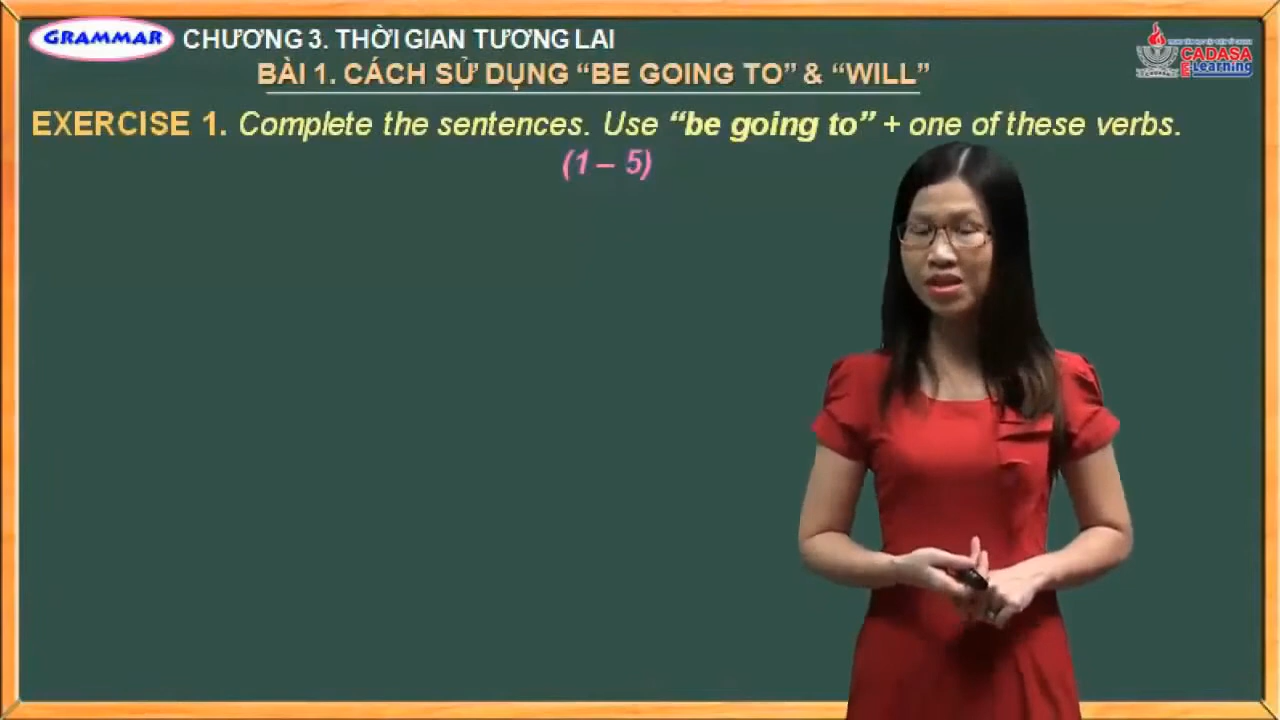 GRAMMAR CHƯƠNG 3. THỜI GIAN TƯƠNG LAI
BÀI 1. CÁCH SỬ DỤNG “BE GOING TO” & “WILL”
EXERCISE 1. Complete the sentences. Use “be going to” + one of these verbs.
(1 – 5)
CADASA
E Learning